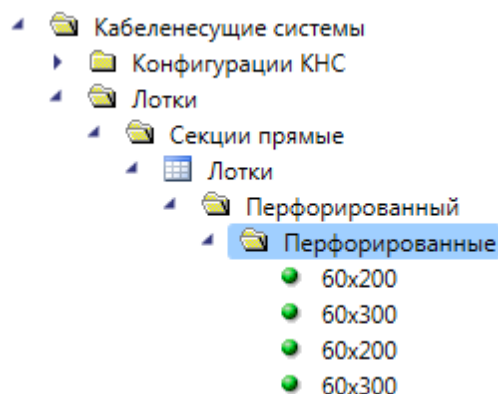 Кабеленесущие системы
Конфигурации КНС
Лотки
Секции прямые
Лотки
Перфорированный
Перфорированные
60x200
60x300
60x200
60x300